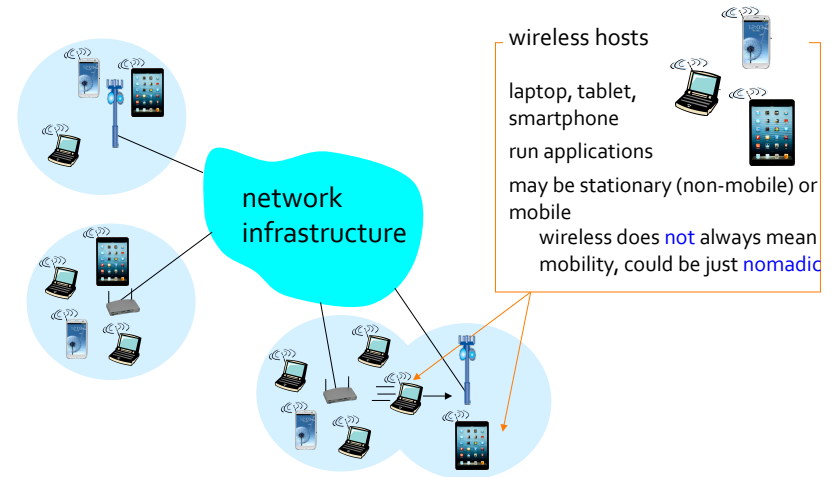 wireless hosts
laptop, tablet,
smartphone
run applications
may be stationary (non-mobile) or
mobile
wireless does not always mean
mobility, could be just nomadic
network
infrastructure